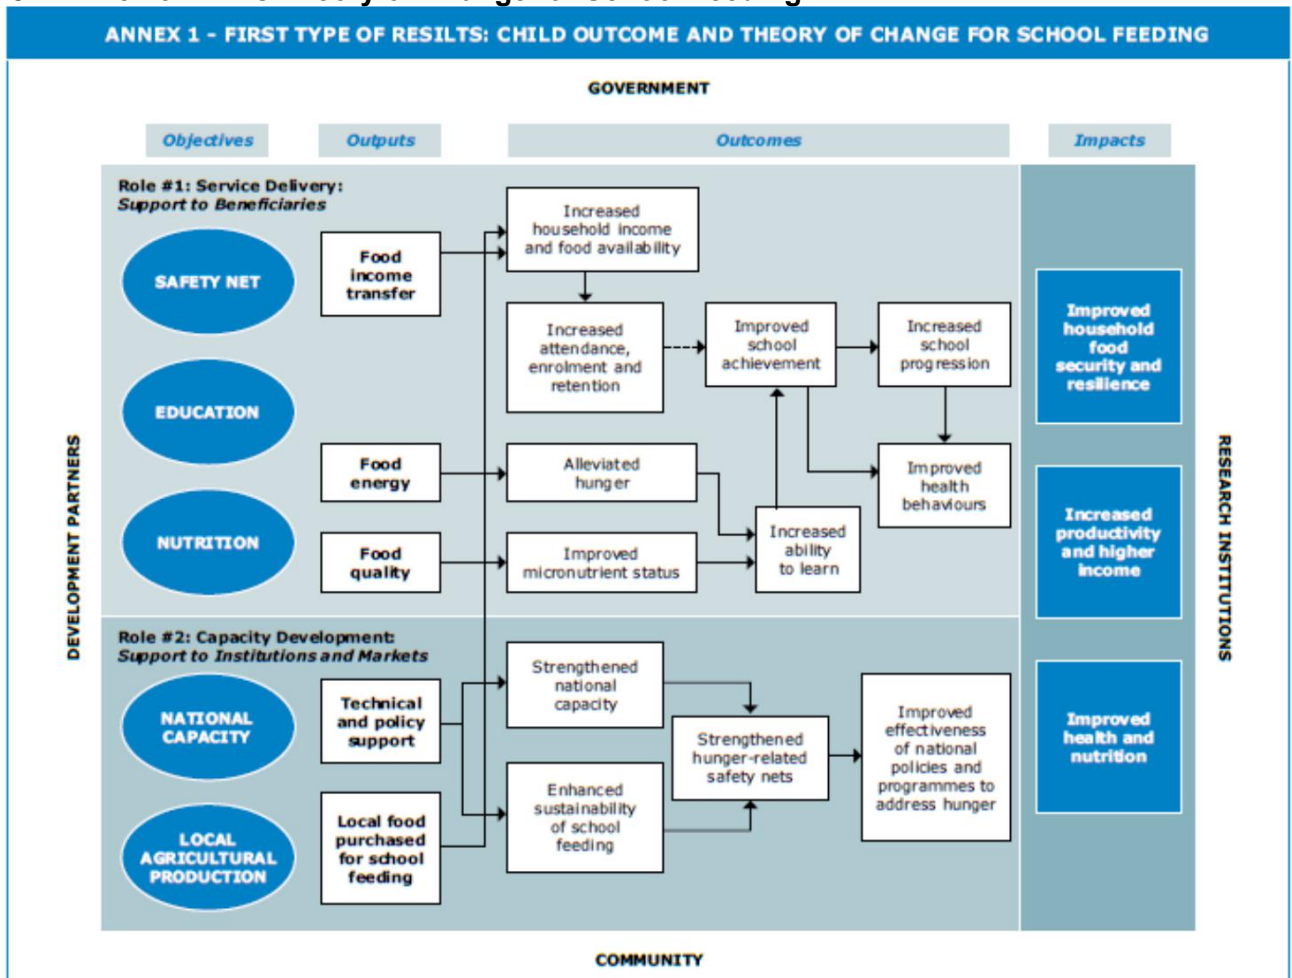 ANNEX 1 - FIRST TYPE OF RESILTS: CHILD OUTCOME AND THEORY OF CHANGE FOR SCHOOL FEEDING
GOVERNMENT
Objectives
Outputs
Outcomes
Impacts
Role #1: Service Delivery:
Support to Beneficiaries
SAFETY NET
EDUCATION
NUTRITION
Food
income
transfer
Food
energy
Food
quality
Increased
household income
and food availability
Increased
attendance,
enrolment and
retention
Improved
school
achievement
Increased
school
progression
Alleviated
hunger
Improved
micronutrient status
Increased
ability
to learn
Improved
health
behaviours
Role #2: Capacity Development:
Support to Institutions and Markets
NATIONAL
CAPACITY
LOCAL
AGRICULTURAL
PRODUCTION
Technical
and policy
support
Local food
purchased
for school
feeding
Strengthened
national
capacity
Enhanced
sustainability
of school
feeding
Strengthened
hunger-related
safety nets
Improved
effectiveness
of national
policies and
programmes to
address hunger
Improved
household
food
security and
resilience
Increased
productivity
and higher
income
Improved
health and
nutrition
DEVELOPMENT PARTNERS
RESEARCH INSTITUTIONS
COMMUNITY